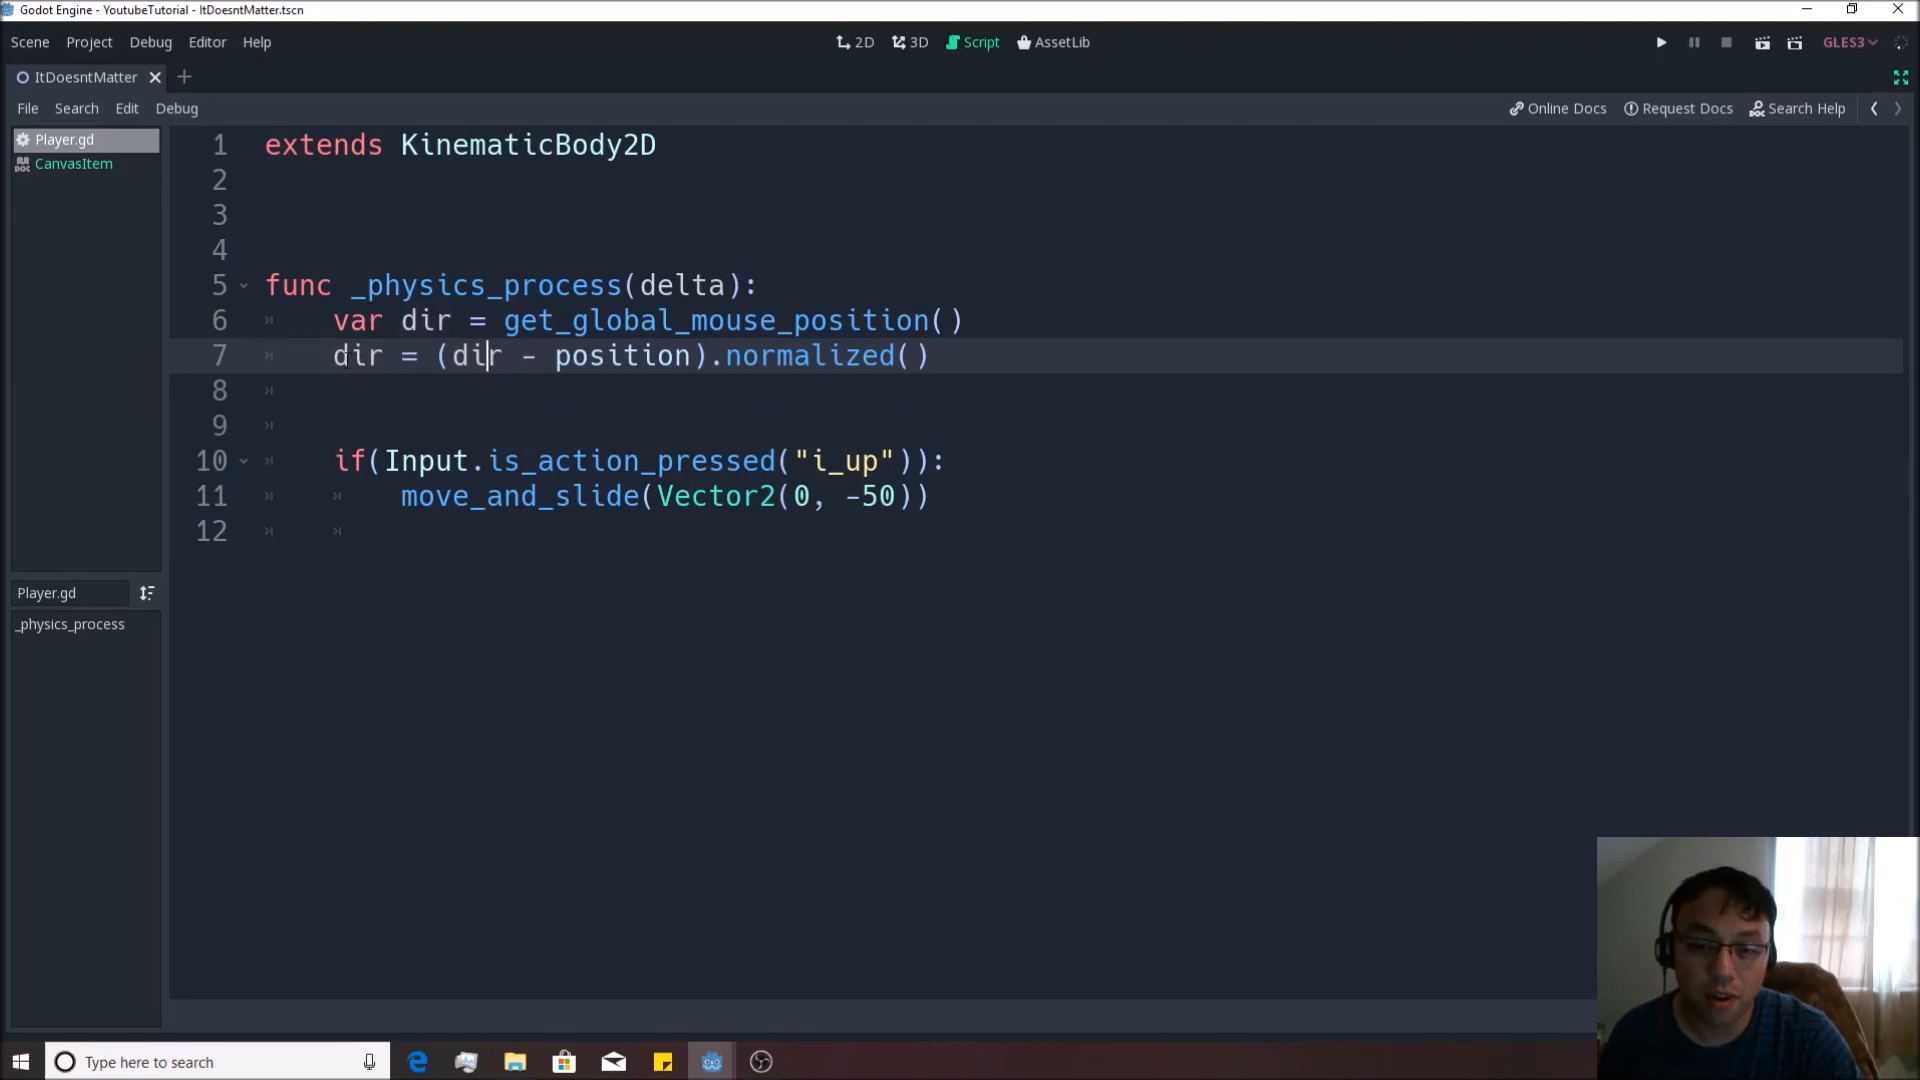 Godot Engine - YoutubeTutorial - ItDoesntMatter.tscn
Scene Project Debug Editor Help
2D 3D Script AssetLib
GLES3
ItDoesntMatter
File Search Edit Debug
Online Docs Request Docs Search Help
Player.gd
CanvasItem
1 extends KinematicBody2D
2
3
4
5 func _physics_process(delta):
6 var dir = get_global_mouse_position()
7 dir = (dir - position).normalized()
8
9
10 if(Input.is_action_pressed("i_up")):
11 move_and_slide(Vector2(0, -50))
12
Player.gd
_physics_process
Type here to search